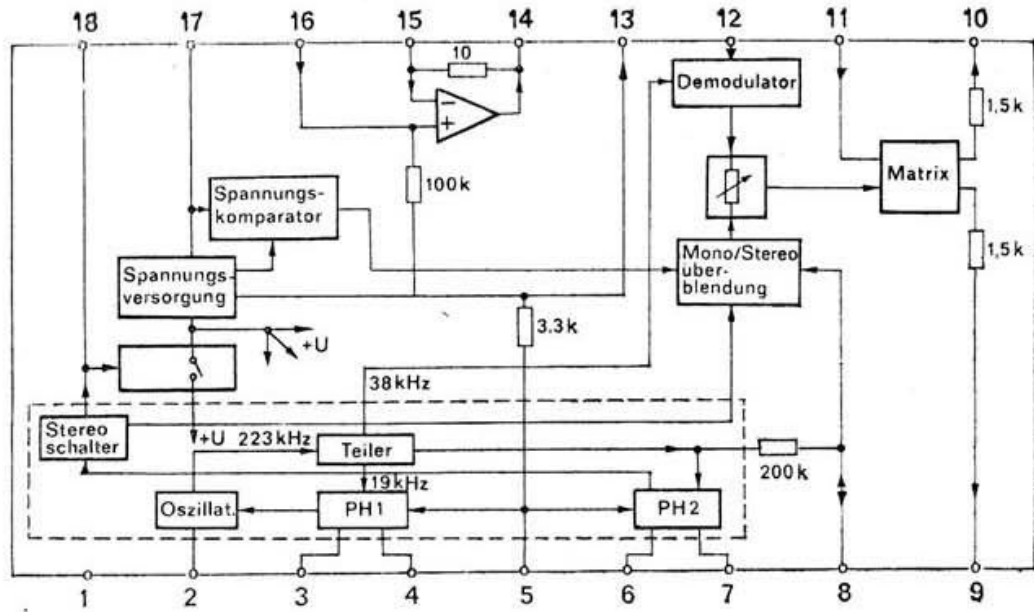 18 17 16 15 14 13 12 11 10
10
Demodulator
1,5k
−
+
100k
Spannungs-
komparator
Matrix
Spannungs-
versorgung
Mono/Stereo
über-
blendung
1,5k
3.3k
+U
38kHz
Stereo
schalter
+U 223kHz
Teiler
200k
19kHz
Oszillat.
PH1
PH2
1 2 3 4 5 6 7 8 9